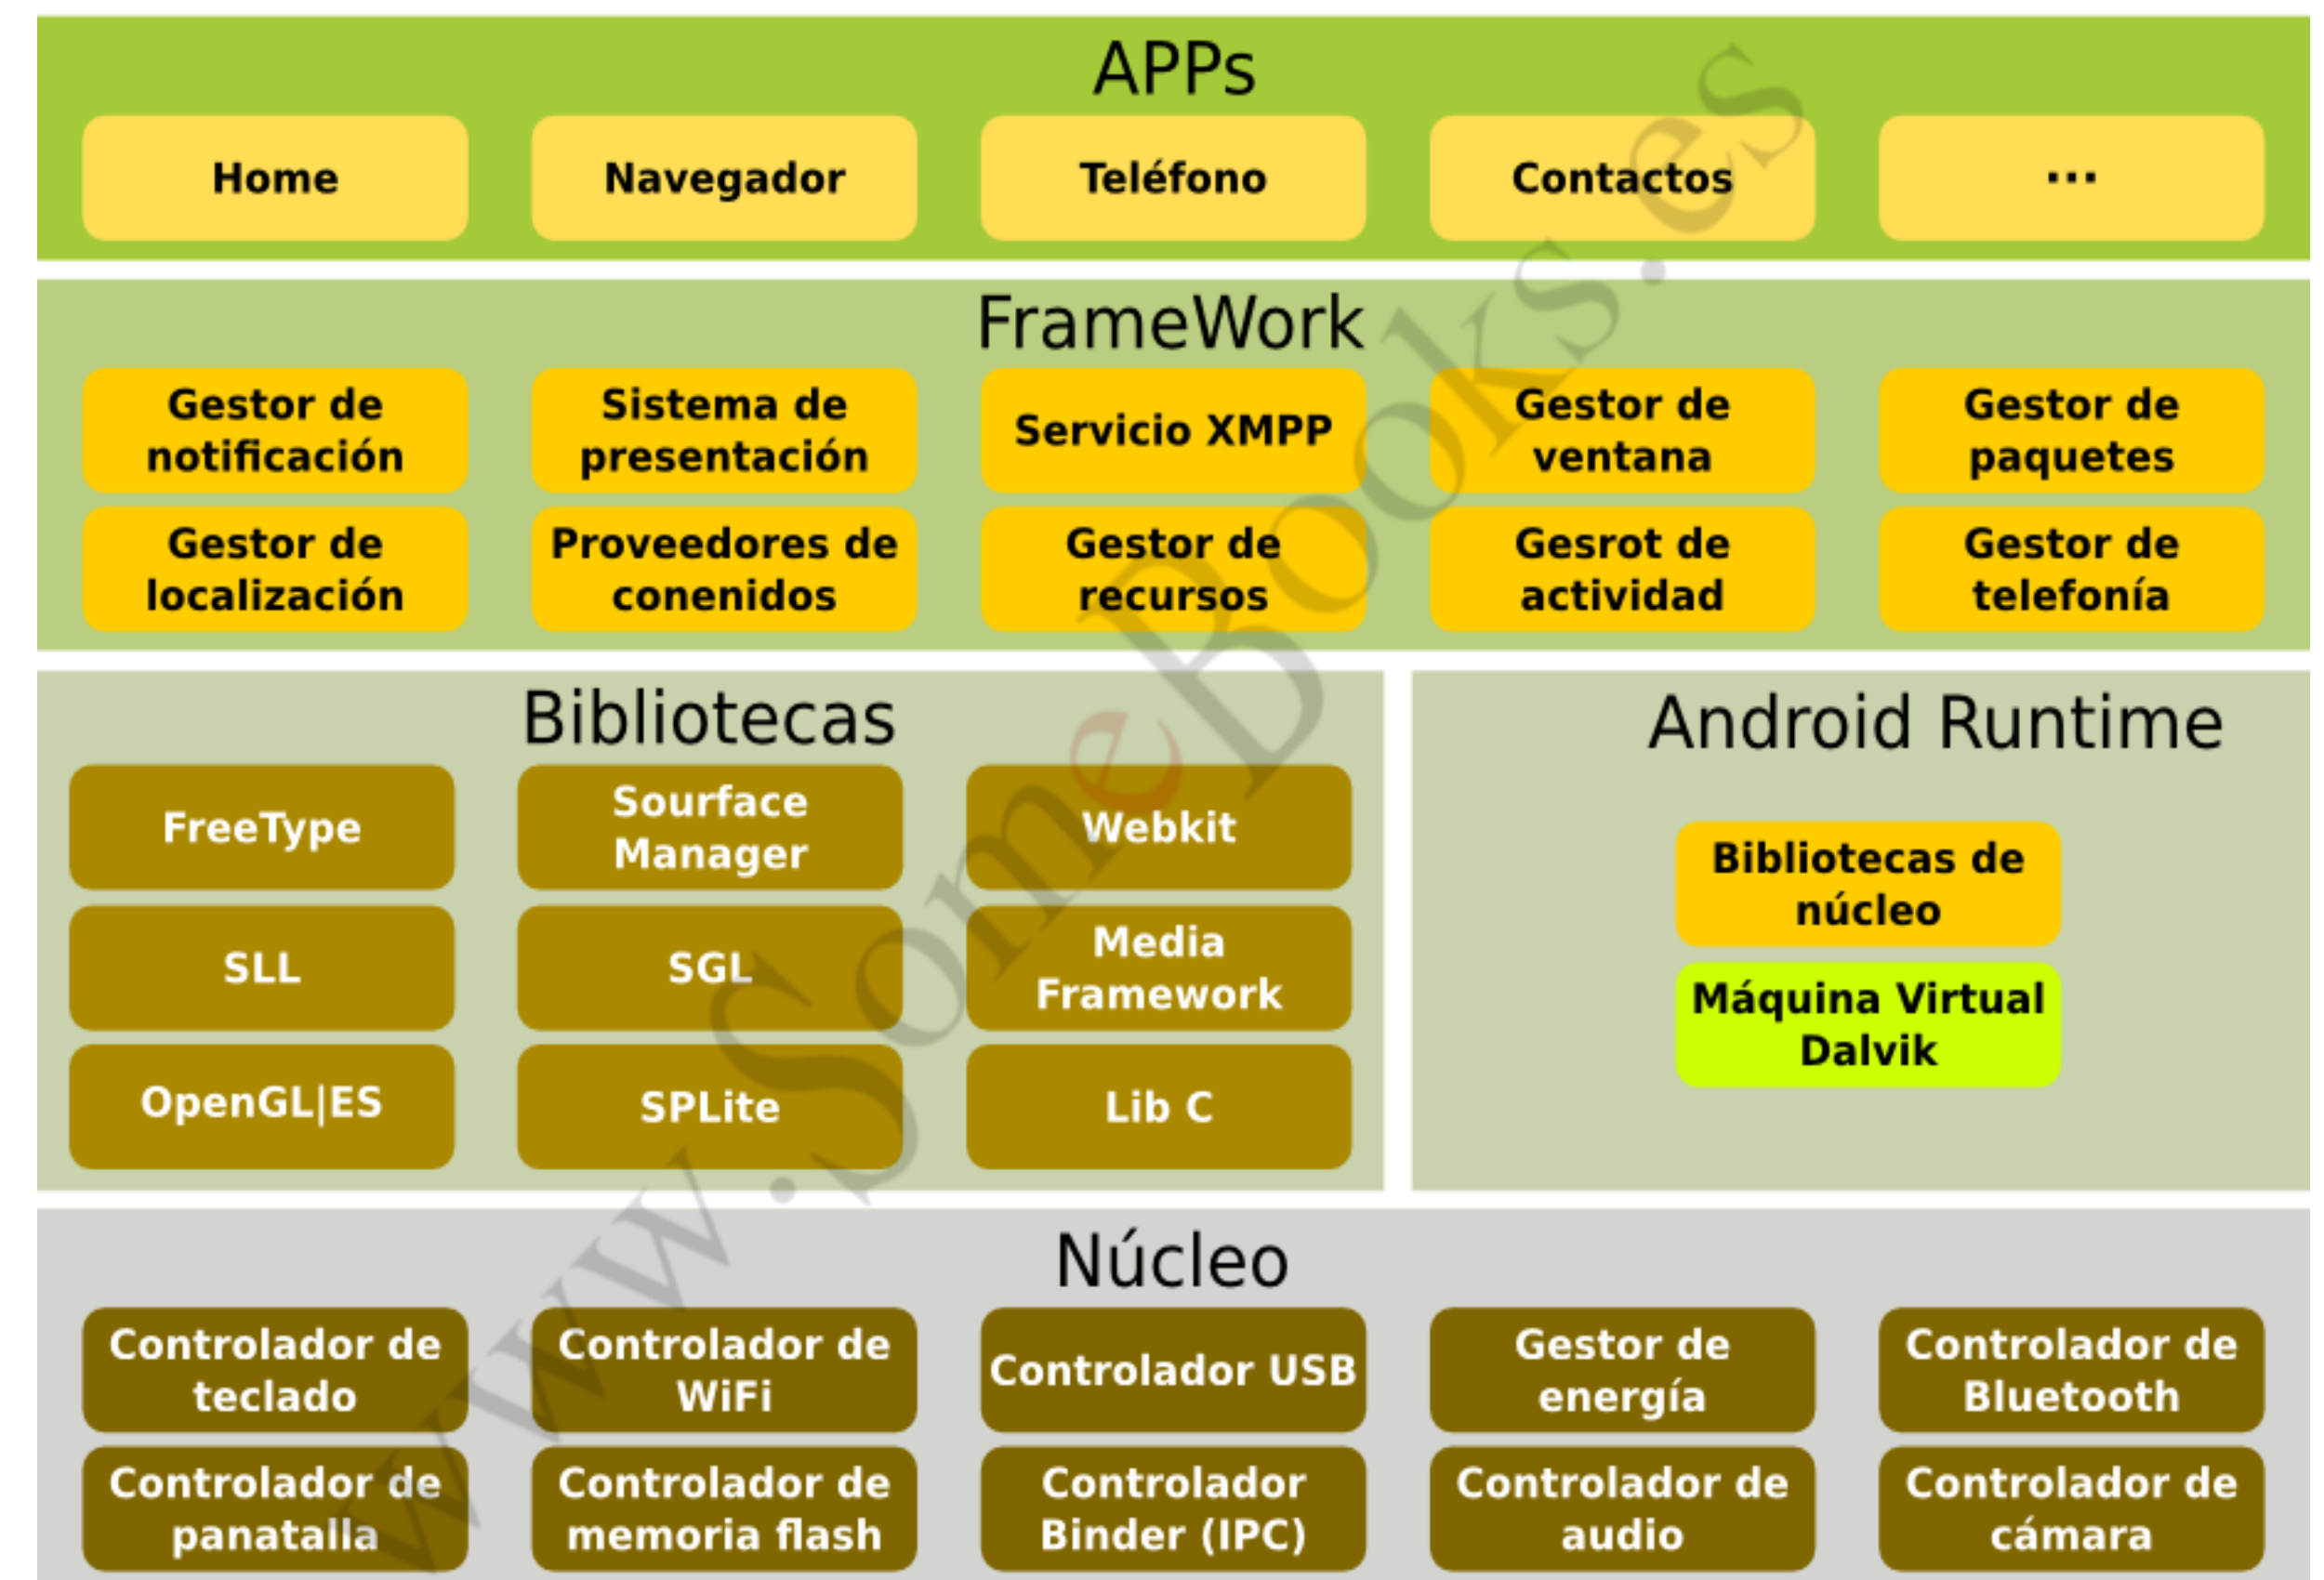 APPs
Home
Navegador
Teléfono
Contactos
...
FrameWork
Gestor de
notificación
Sistema de
presentación
Servicio XMPP
Gestor de
ventana
Gestor de
paquetes
Gestor de
localización
Proveedores de
conenidos
Gestor de
recursos
Gesrot de
actividad
Gestor de
telefonía
Bibliotecas
FreeType
Sourface
Manager
Webkit
SLL
SGL
Media
Framework
OpenGL|ES
SPLite
Lib C
Android Runtime
Bibliotecas de
núcleo
Máquina Virtual
Dalvik
Núcleo
Controlador de
teclado
Controlador de
WiFi
Controlador USB
Gestor de
energía
Controlador de
Bluetooth
Controlador de
panatalla
Controlador de
memoria flash
Controlador
Binder (IPC)
Controlador de
audio
Controlador de
cámara
www.SomeBooks.es